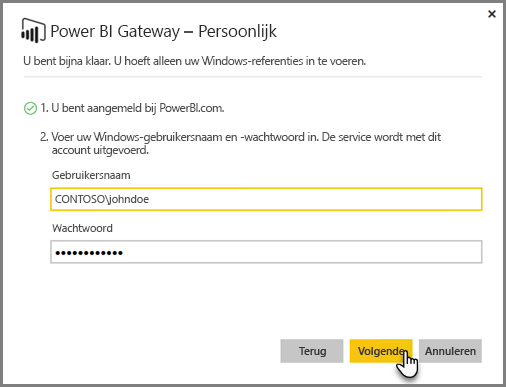 Power BI Gateway – Persoonlijk
U bent bijna klaar. U hoeft alleen uw Windows-referenties in te voeren.
1. U bent aangemeld bij PowerBI.com.
2. Voer uw Windows-gebruikersnaam en -wachtwoord in. De service wordt met dit
account uitgevoerd.
Gebruikersnaam
CONTOSO\johndoe
Wachtwoord
••••••••••••
Terug Volgende Annuleren